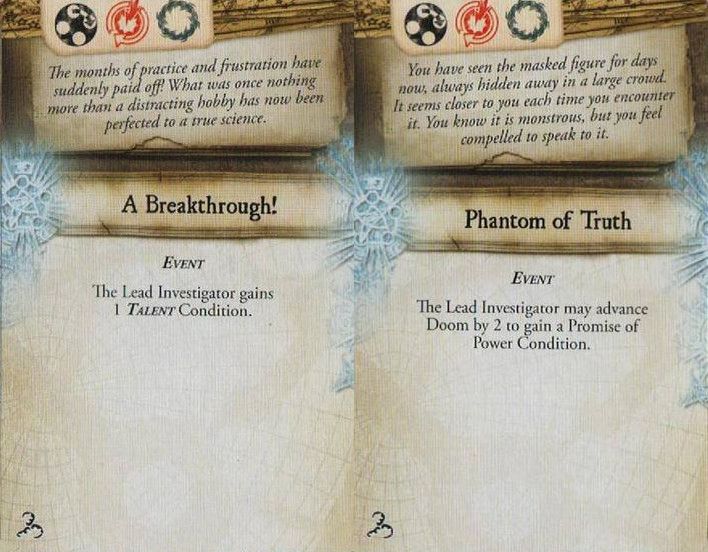 The months of practice and frustration have
suddenly paid off! What was once nothing
more than a distracting hobby has now been
perfected to a true science.
A Breakthrough!
EVENT
The Lead Investigator gains
1 TALENT Condition.
You have seen the masked figure for days
now, always hidden away in a large crowd.
It seems closer to you each time you encounter
it. You know it is monstrous, but you feel
compelled to speak to it.
Phantom of Truth
EVENT
The Lead Investigator may advance
Doom by 2 to gain a Promise of
Power Condition.